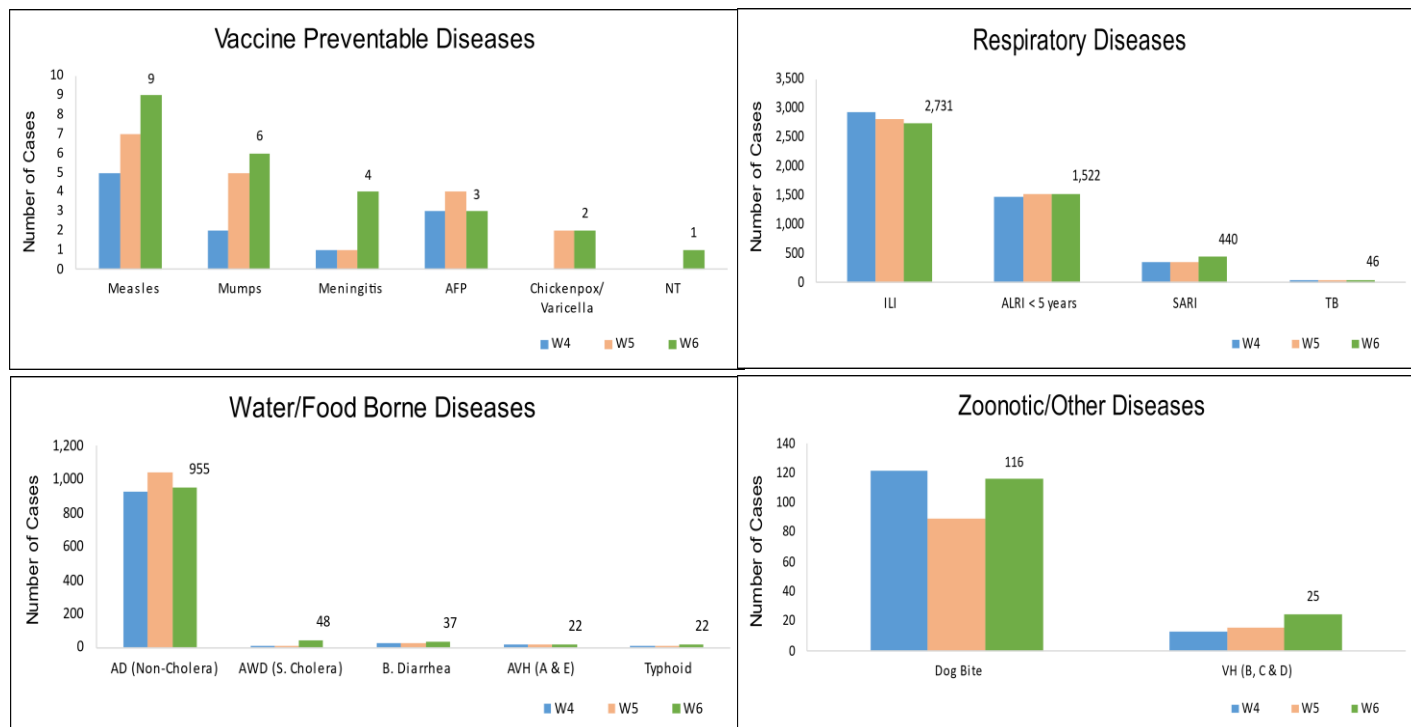 Vaccine Preventable Diseases
Number of Cases
10
9
8
7
6
5
4
3
2
1
0
9
6
4
3
2
1
Measles
Mumps
Meningitis
AFP
Chickenpox/
Varicella
NT
W4 W5 W6
Respiratory Diseases
Number of Cases
3,500
3,000
2,500
2,000
1,500
1,000
500
0
2,731
1,522
440
46
ILI
ALRI < 5 years
SARI
TB
W4 W5 W6
Water/Food Borne Diseases
Number of Cases
1,200
1,000
800
600
400
200
0
955
48
37
22
22
AD (Non-Cholera)
AWD (S. Cholera)
B. Diarrhea
AVH (A & E)
Typhoid
W4 W5 W6
Zoonotic/Other Diseases
Number of Cases
140
120
100
80
60
40
20
0
116
25
Dog Bite
VH (B, C & D)
W4 W5 W6